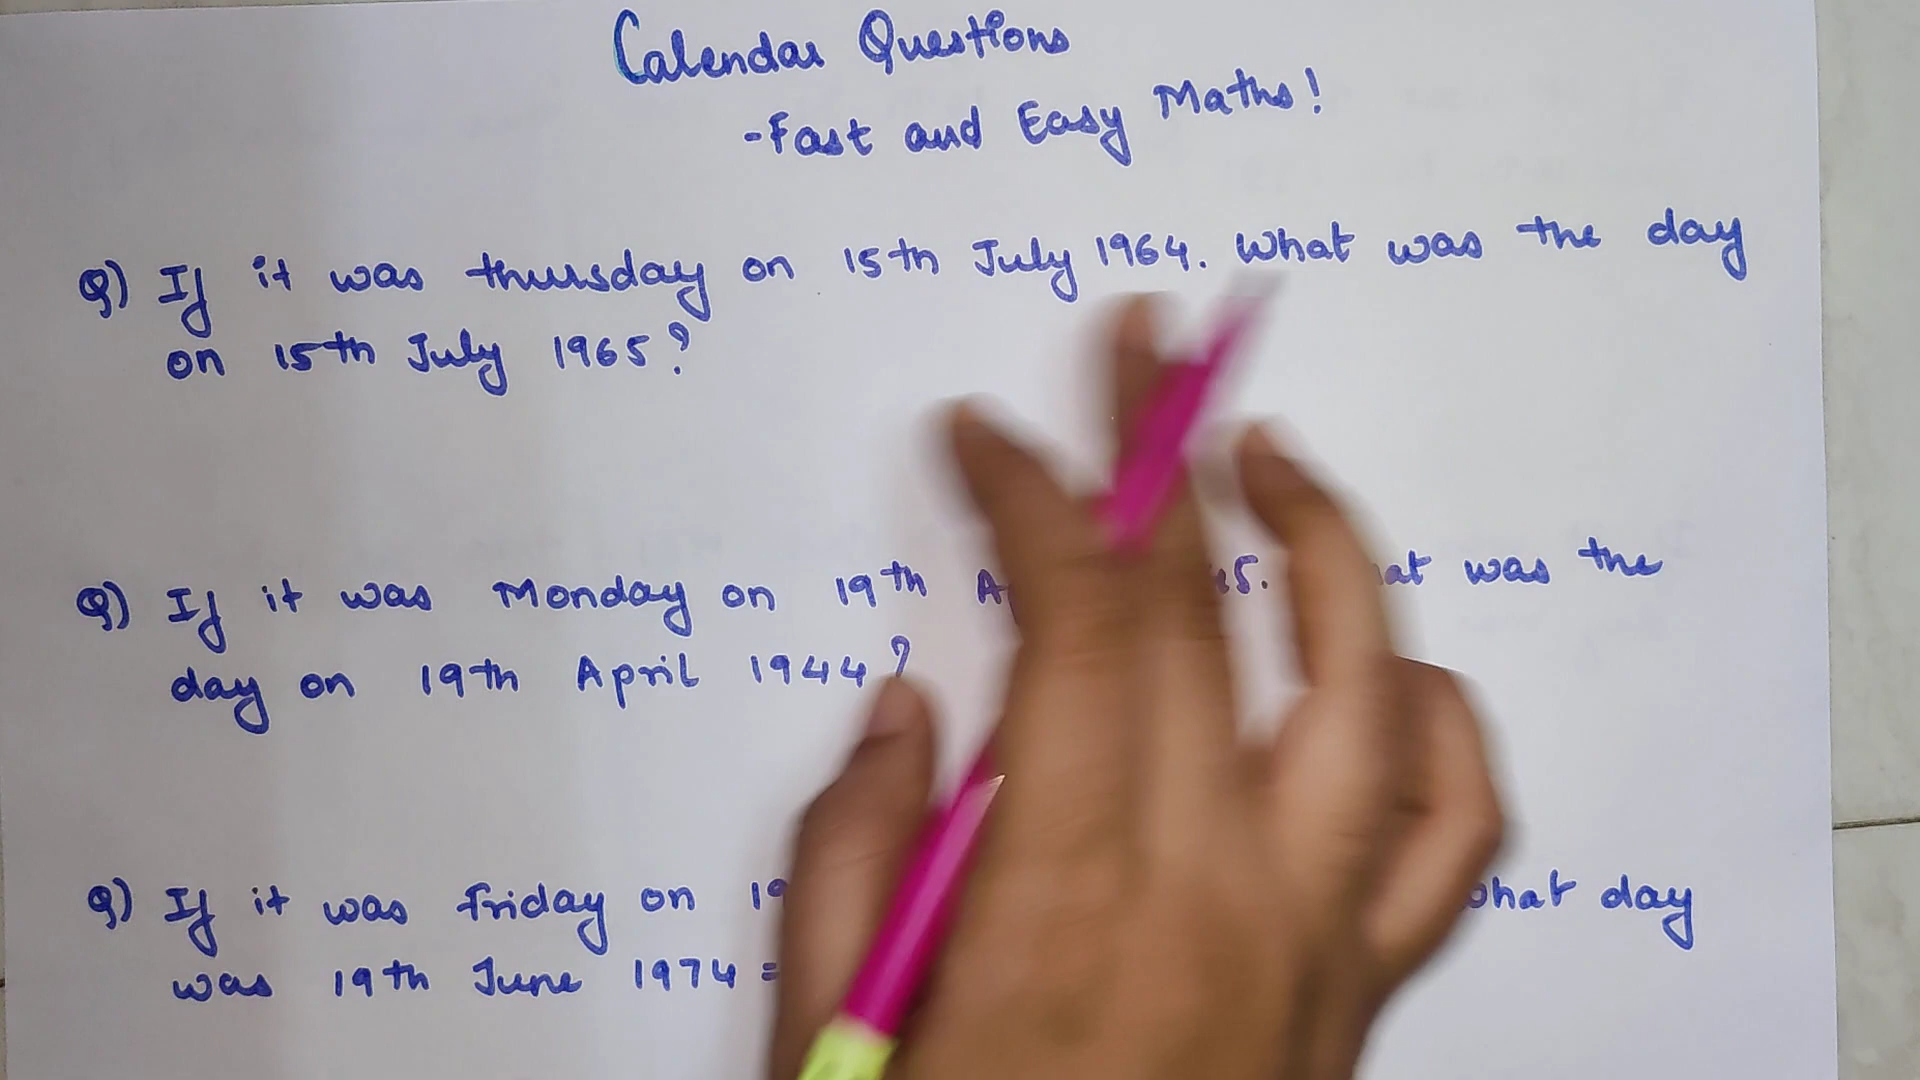 Calendar Questions
-Fast and Easy Maths!
Q) If it was thursday on 15th July 1964. What was the day
on 15th July 1965?
Q) If it was Monday on 19th was the
day on 19th April 1944?
Q) If it was friday on what day
was 19th June 1974 =